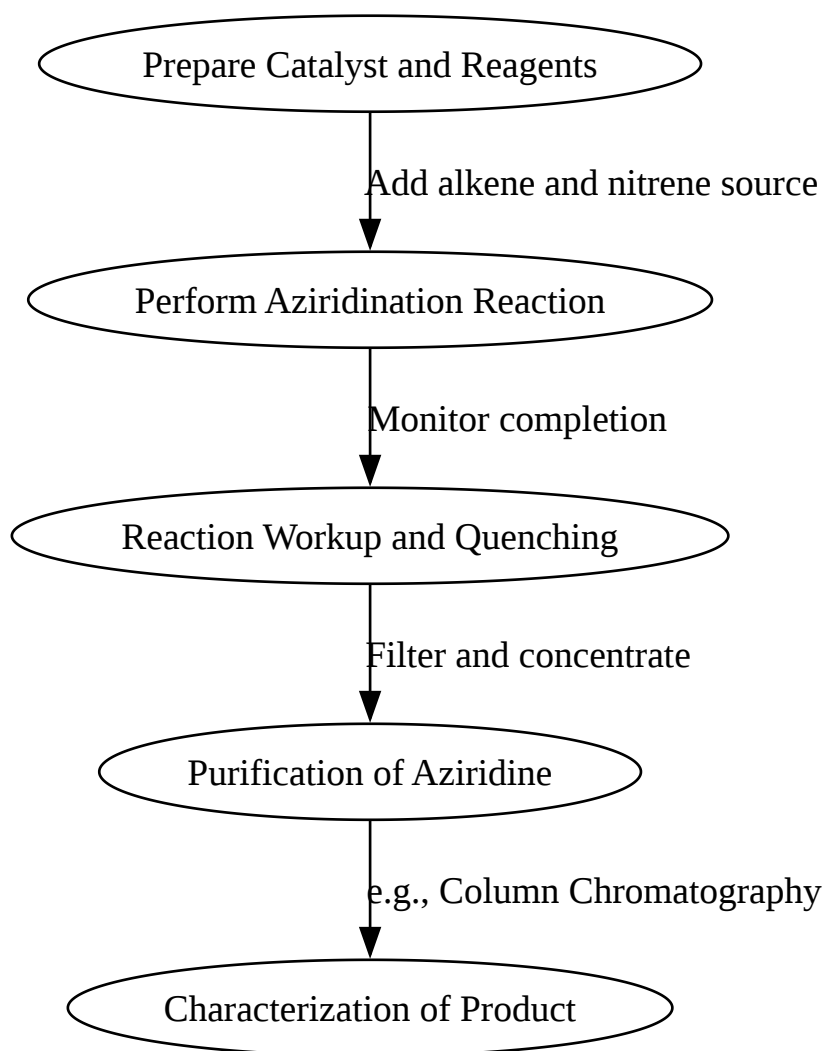 Prepare Catalyst and Reagents
Add alkene and nitrene source
Perform Aziridination Reaction
Monitor completion
Reaction Workup and Quenching
Filter and concentrate
Purification of Aziridine
e.g., Column Chromatography
Characterization of Product